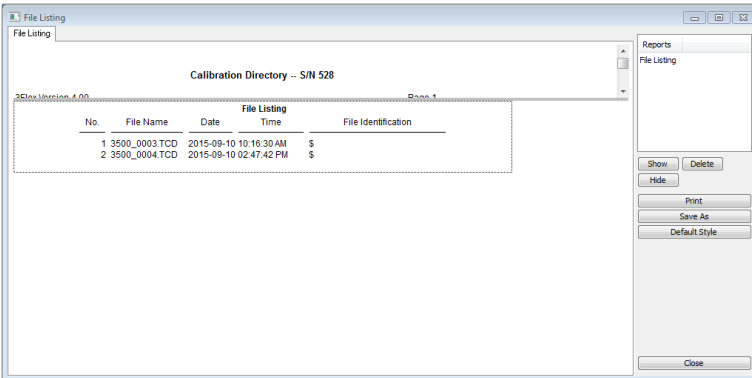 File Listing
File Listing
Calibration Directory -- S/N 528
3Flex Version 4.00 Page 1
File Listing
No. File Name Date Time File Identification
1 3500_0003.TCD 2015-09-10 10:16:30 AM $
2 3500_0004.TCD 2015-09-10 02:47:42 PM $
Reports
File Listing
Show Delete
Hide
Print
Save As
Default Style
Close